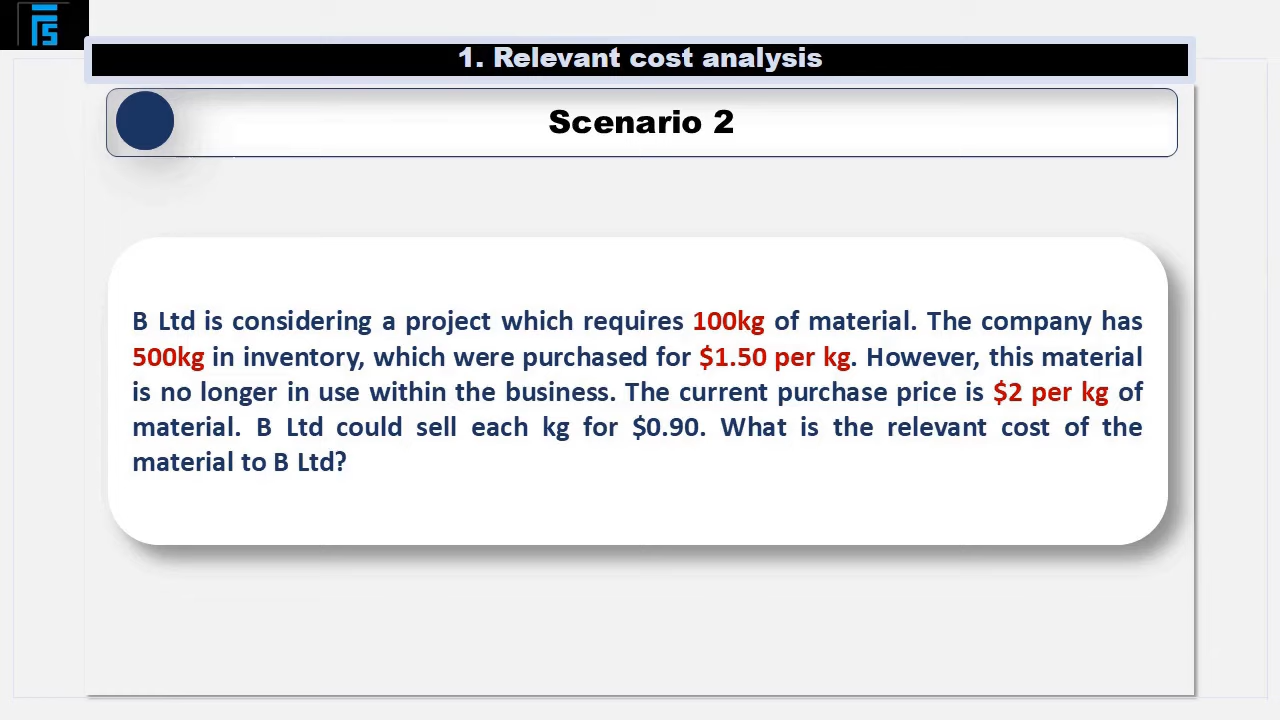 1. Relevant cost analysis
Scenario 2
B Ltd is considering a project which requires 100kg of material. The company has
500kg in inventory, which were purchased for $1.50 per kg. However, this material
is no longer in use within the business. The current purchase price is $2 per kg of
material. B Ltd could sell each kg for $0.90. What is the relevant cost of the
material to B Ltd?